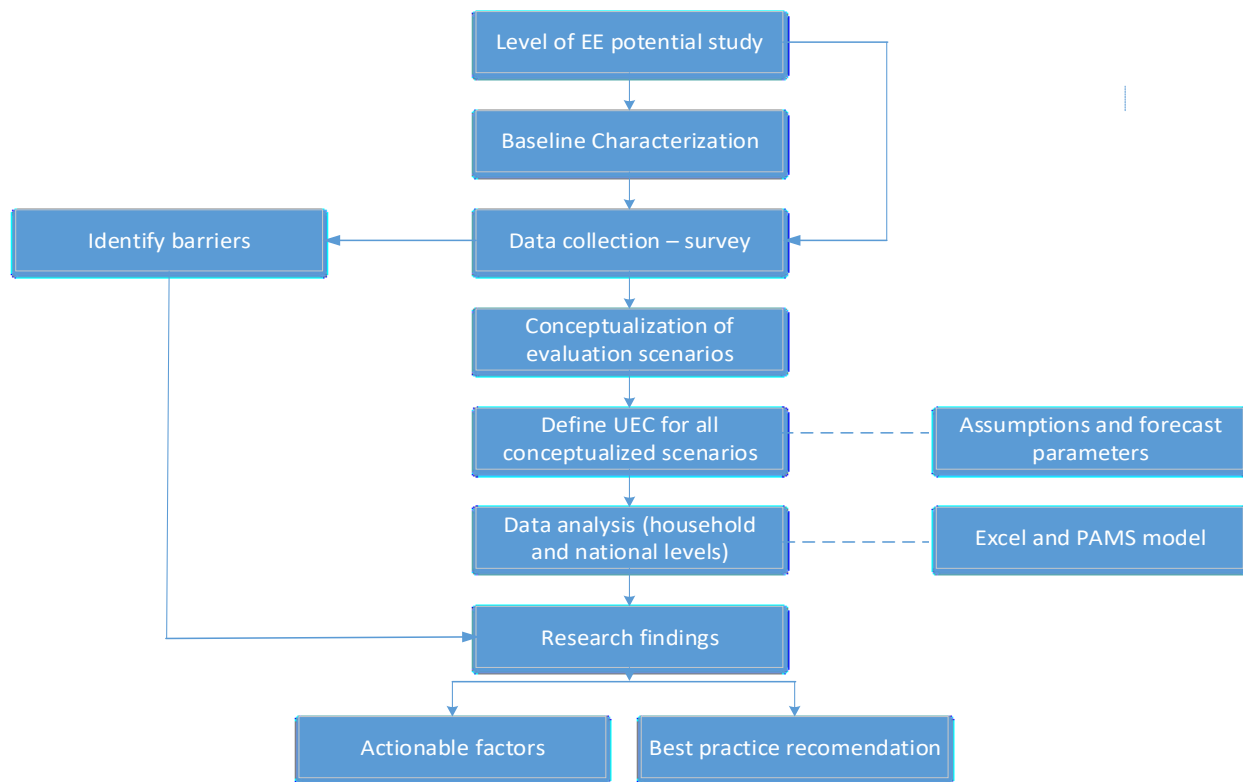 Level of EE potential study
Baseline Characterization
Identify barriers
Data collection – survey
Conceptualization of
evaluation scenarios
Define UEC for all
conceptualized scenarios
Assumptions and forecast
parameters
Data analysis (household
and national levels)
Excel and PAMS model
Research findings
Actionable factors
Best practice recomendation